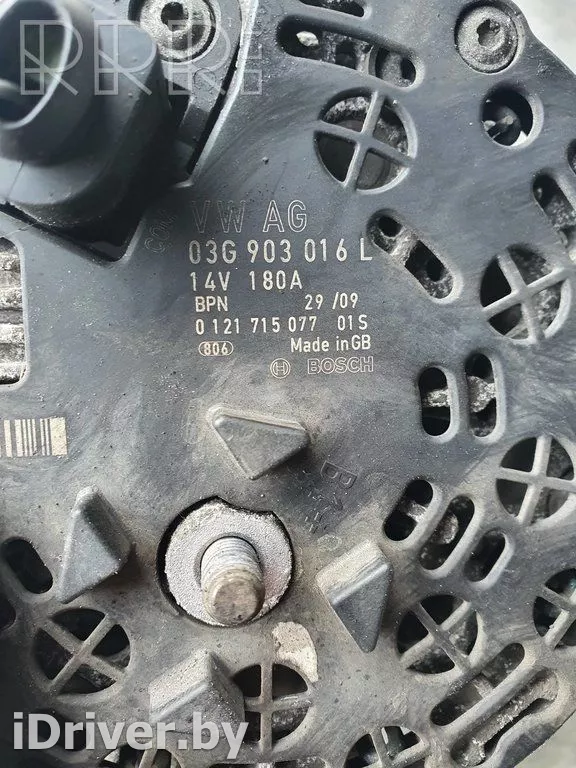 RRR
VW AG
03G 903 016 L
14V 180A
BPN 29 /09
0 121 715 077 01S
806 Made in GB
BOSCH
iDriver.by